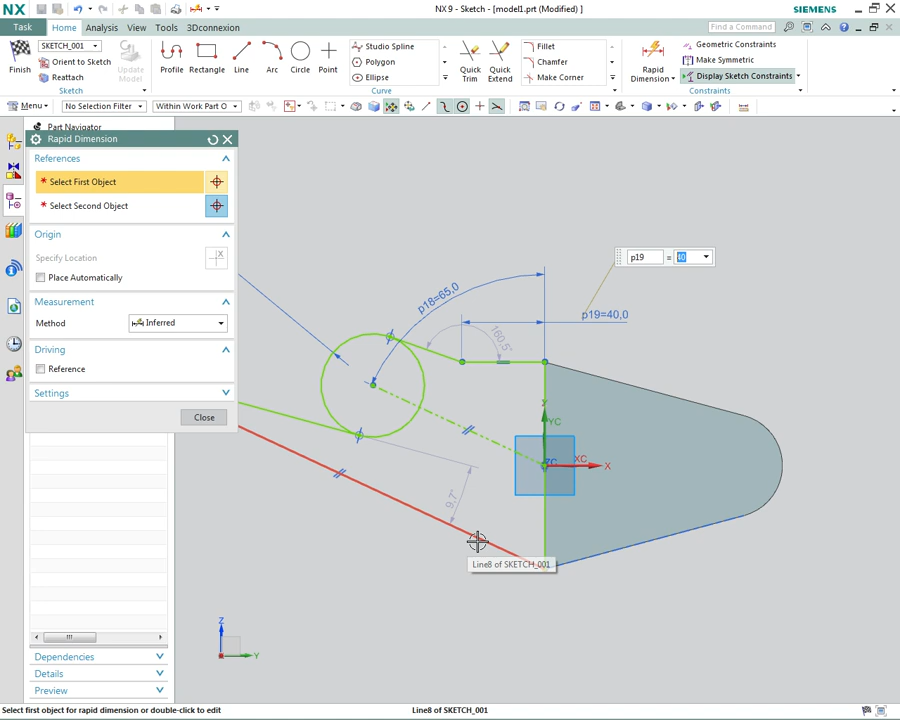 NX
NX 9 - Sketch - [model1.prt (Modified) ]
SIEMENS
Task
Home
Analysis
View
Tools
3Dconnexion
Find a Command
Finish
SKETCH_001
Orient to Sketch
Reattach
Update
Model
Sketch
Profile
Rectangle
Line
Arc
Circle
Point
Studio Spline
Polygon
Ellipse
Curve
Quick
Trim
Quick
Extend
Fillet
Chamfer
Make Corner
Rapid
Dimension
Geometric Constraints
Make Symmetric
Display Sketch Constraints
Constraints
Menu
No Selection Filter
Within Work Part O
Part Navigator
Rapid Dimension
References
* Select First Object
* Select Second Object
Origin
Specify Location
Place Automatically
Measurement
Method
Inferred
Driving
Reference
Settings
Close
Dependencies
Details
Preview
p19
=
40
p18=65,0
p19=40,0
160,5°
9,7°
Y
YC
ZC
XC
X
Line8 of SKETCH_001
Z
Y
Select first object for rapid dimension or double-click to edit
Line8 of SKETCH_001